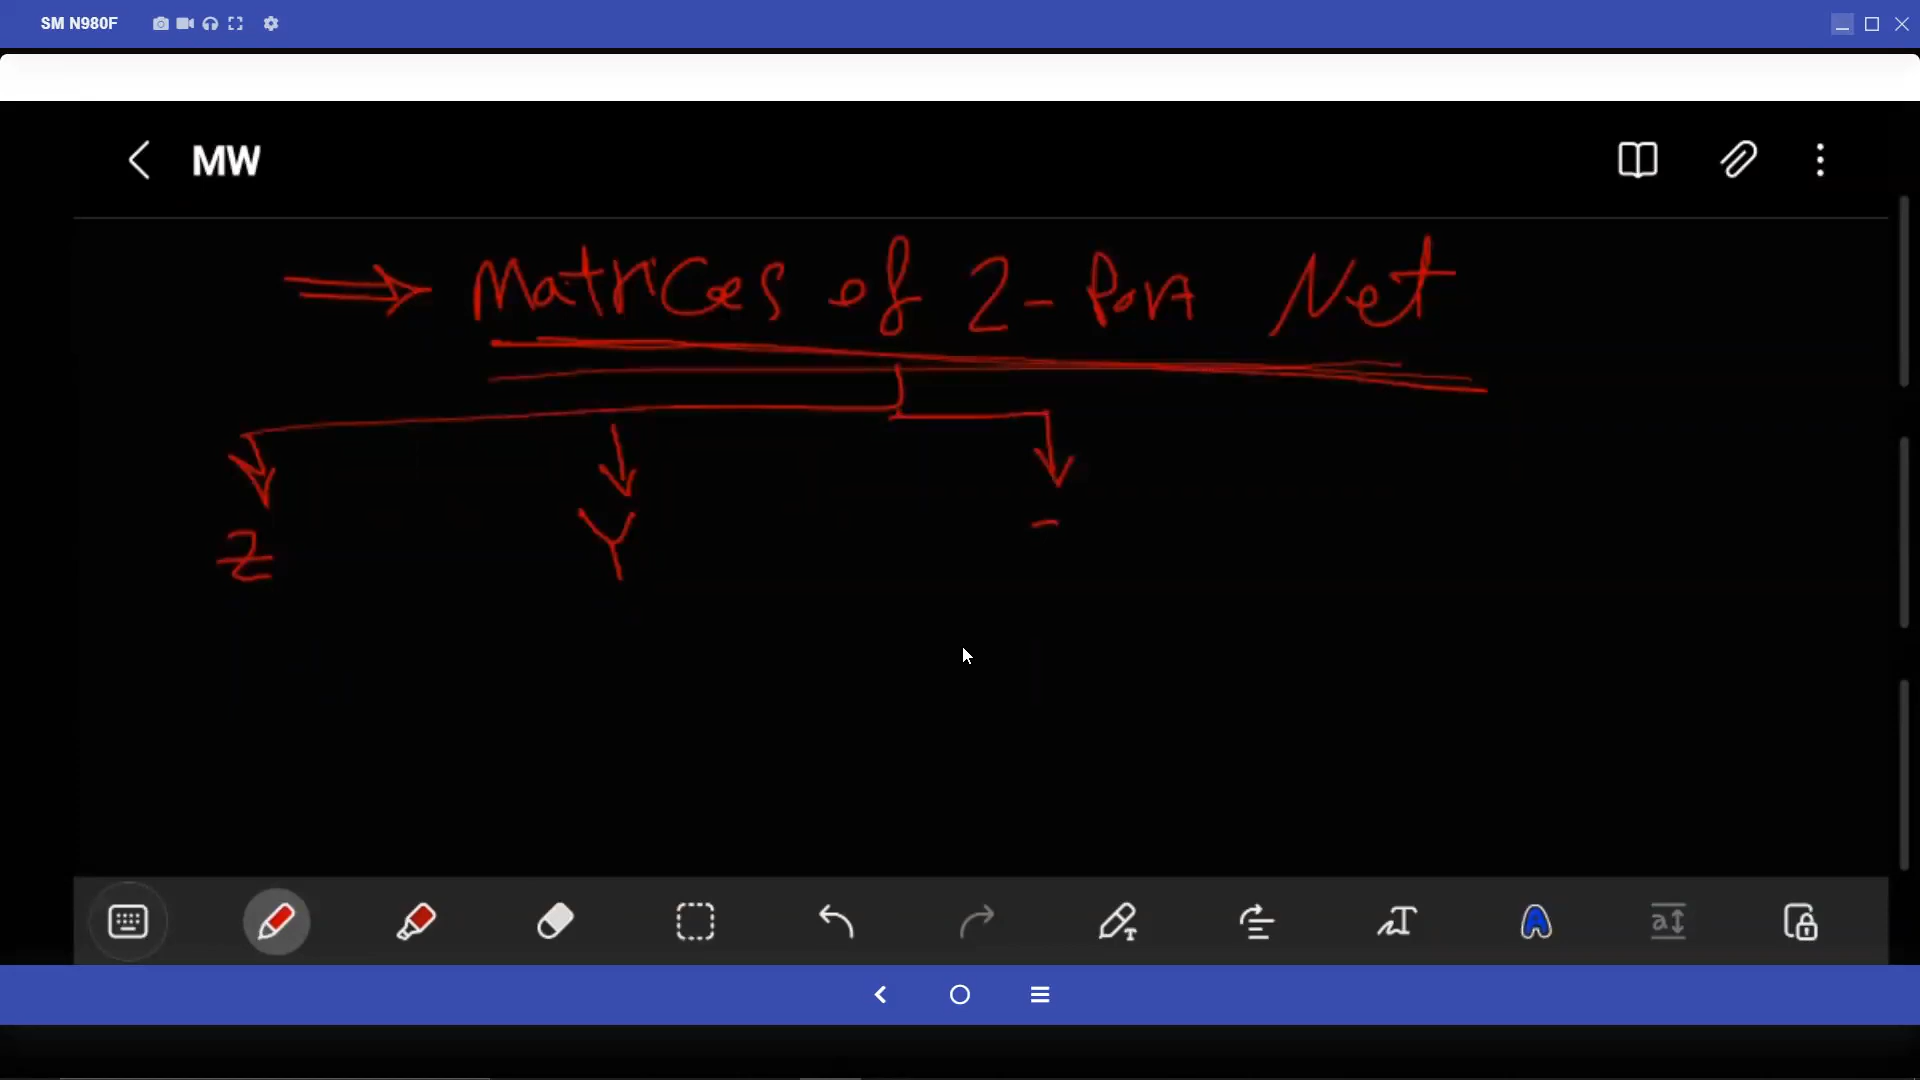 SM N980F
MW
⇒ Matrices of 2-Port Net
Z Y -